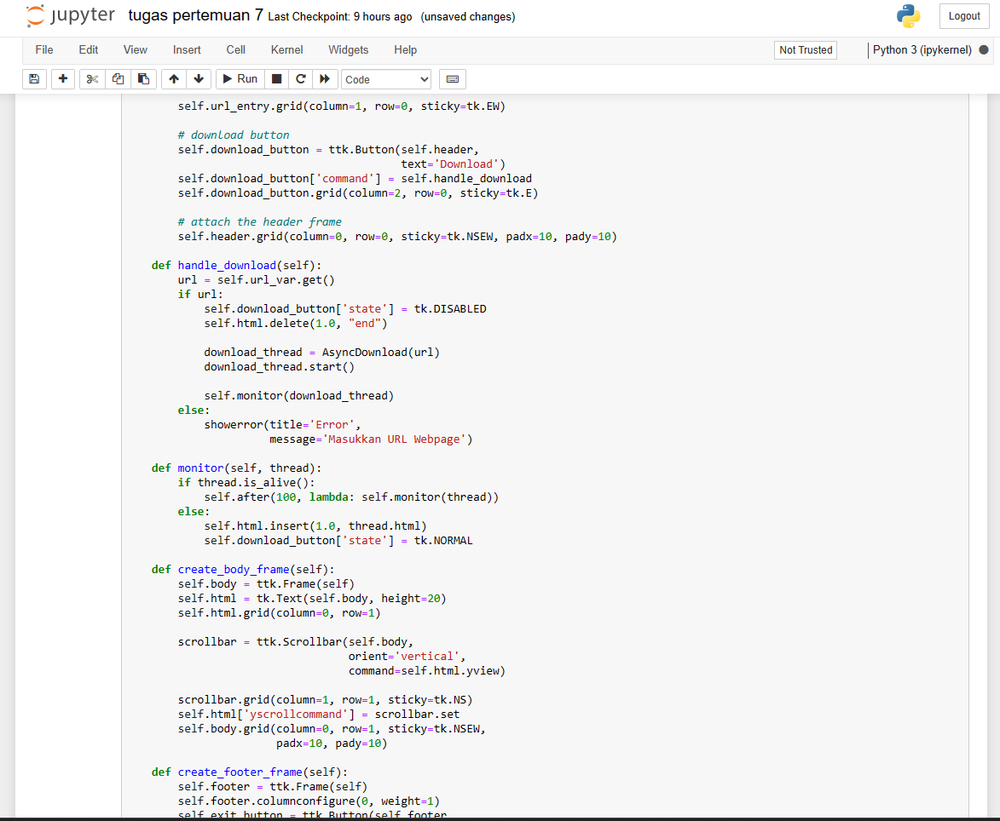 jupyter tugas pertemuan 7 Last Checkpoint: 9 hours ago (unsaved changes) Logout
File Edit View Insert Cell Kernel Widgets Help Not Trusted Python 3 (ipykernel)
Run Code
        self.url_entry.grid(column=1, row=0, sticky=tk.EW)

        # download button
        self.download_button = ttk.Button(self.header,
                                          text='Download')
        self.download_button['command'] = self.handle_download
        self.download_button.grid(column=2, row=0, sticky=tk.E)

        # attach the header frame
        self.header.grid(column=0, row=0, sticky=tk.NSEW, padx=10, pady=10)

    def handle_download(self):
        url = self.url_var.get()
        if url:
            self.download_button['state'] = tk.DISABLED
            self.html.delete(1.0, "end")

            download_thread = AsyncDownload(url)
            download_thread.start()

            self.monitor(download_thread)
        else:
            showerror(title='Error',
                      message='Masukkan URL Webpage')

    def monitor(self, thread):
        if thread.is_alive():
            self.after(100, lambda: self.monitor(thread))
        else:
            self.html.insert(1.0, thread.html)
            self.download_button['state'] = tk.NORMAL

    def create_body_frame(self):
        self.body = ttk.Frame(self)
        self.html = tk.Text(self.body, height=20)
        self.html.grid(column=0, row=1)

        scrollbar = ttk.Scrollbar(self.body,
                                  orient='vertical',
                                  command=self.html.yview)

        scrollbar.grid(column=1, row=1, sticky=tk.NS)
        self.html['yscrollcommand'] = scrollbar.set
        self.body.grid(column=0, row=1, sticky=tk.NSEW,
                       padx=10, pady=10)

    def create_footer_frame(self):
        self.footer = ttk.Frame(self)
        self.footer.columnconfigure(0, weight=1)
        self.exit_button = ttk.Button(self.footer